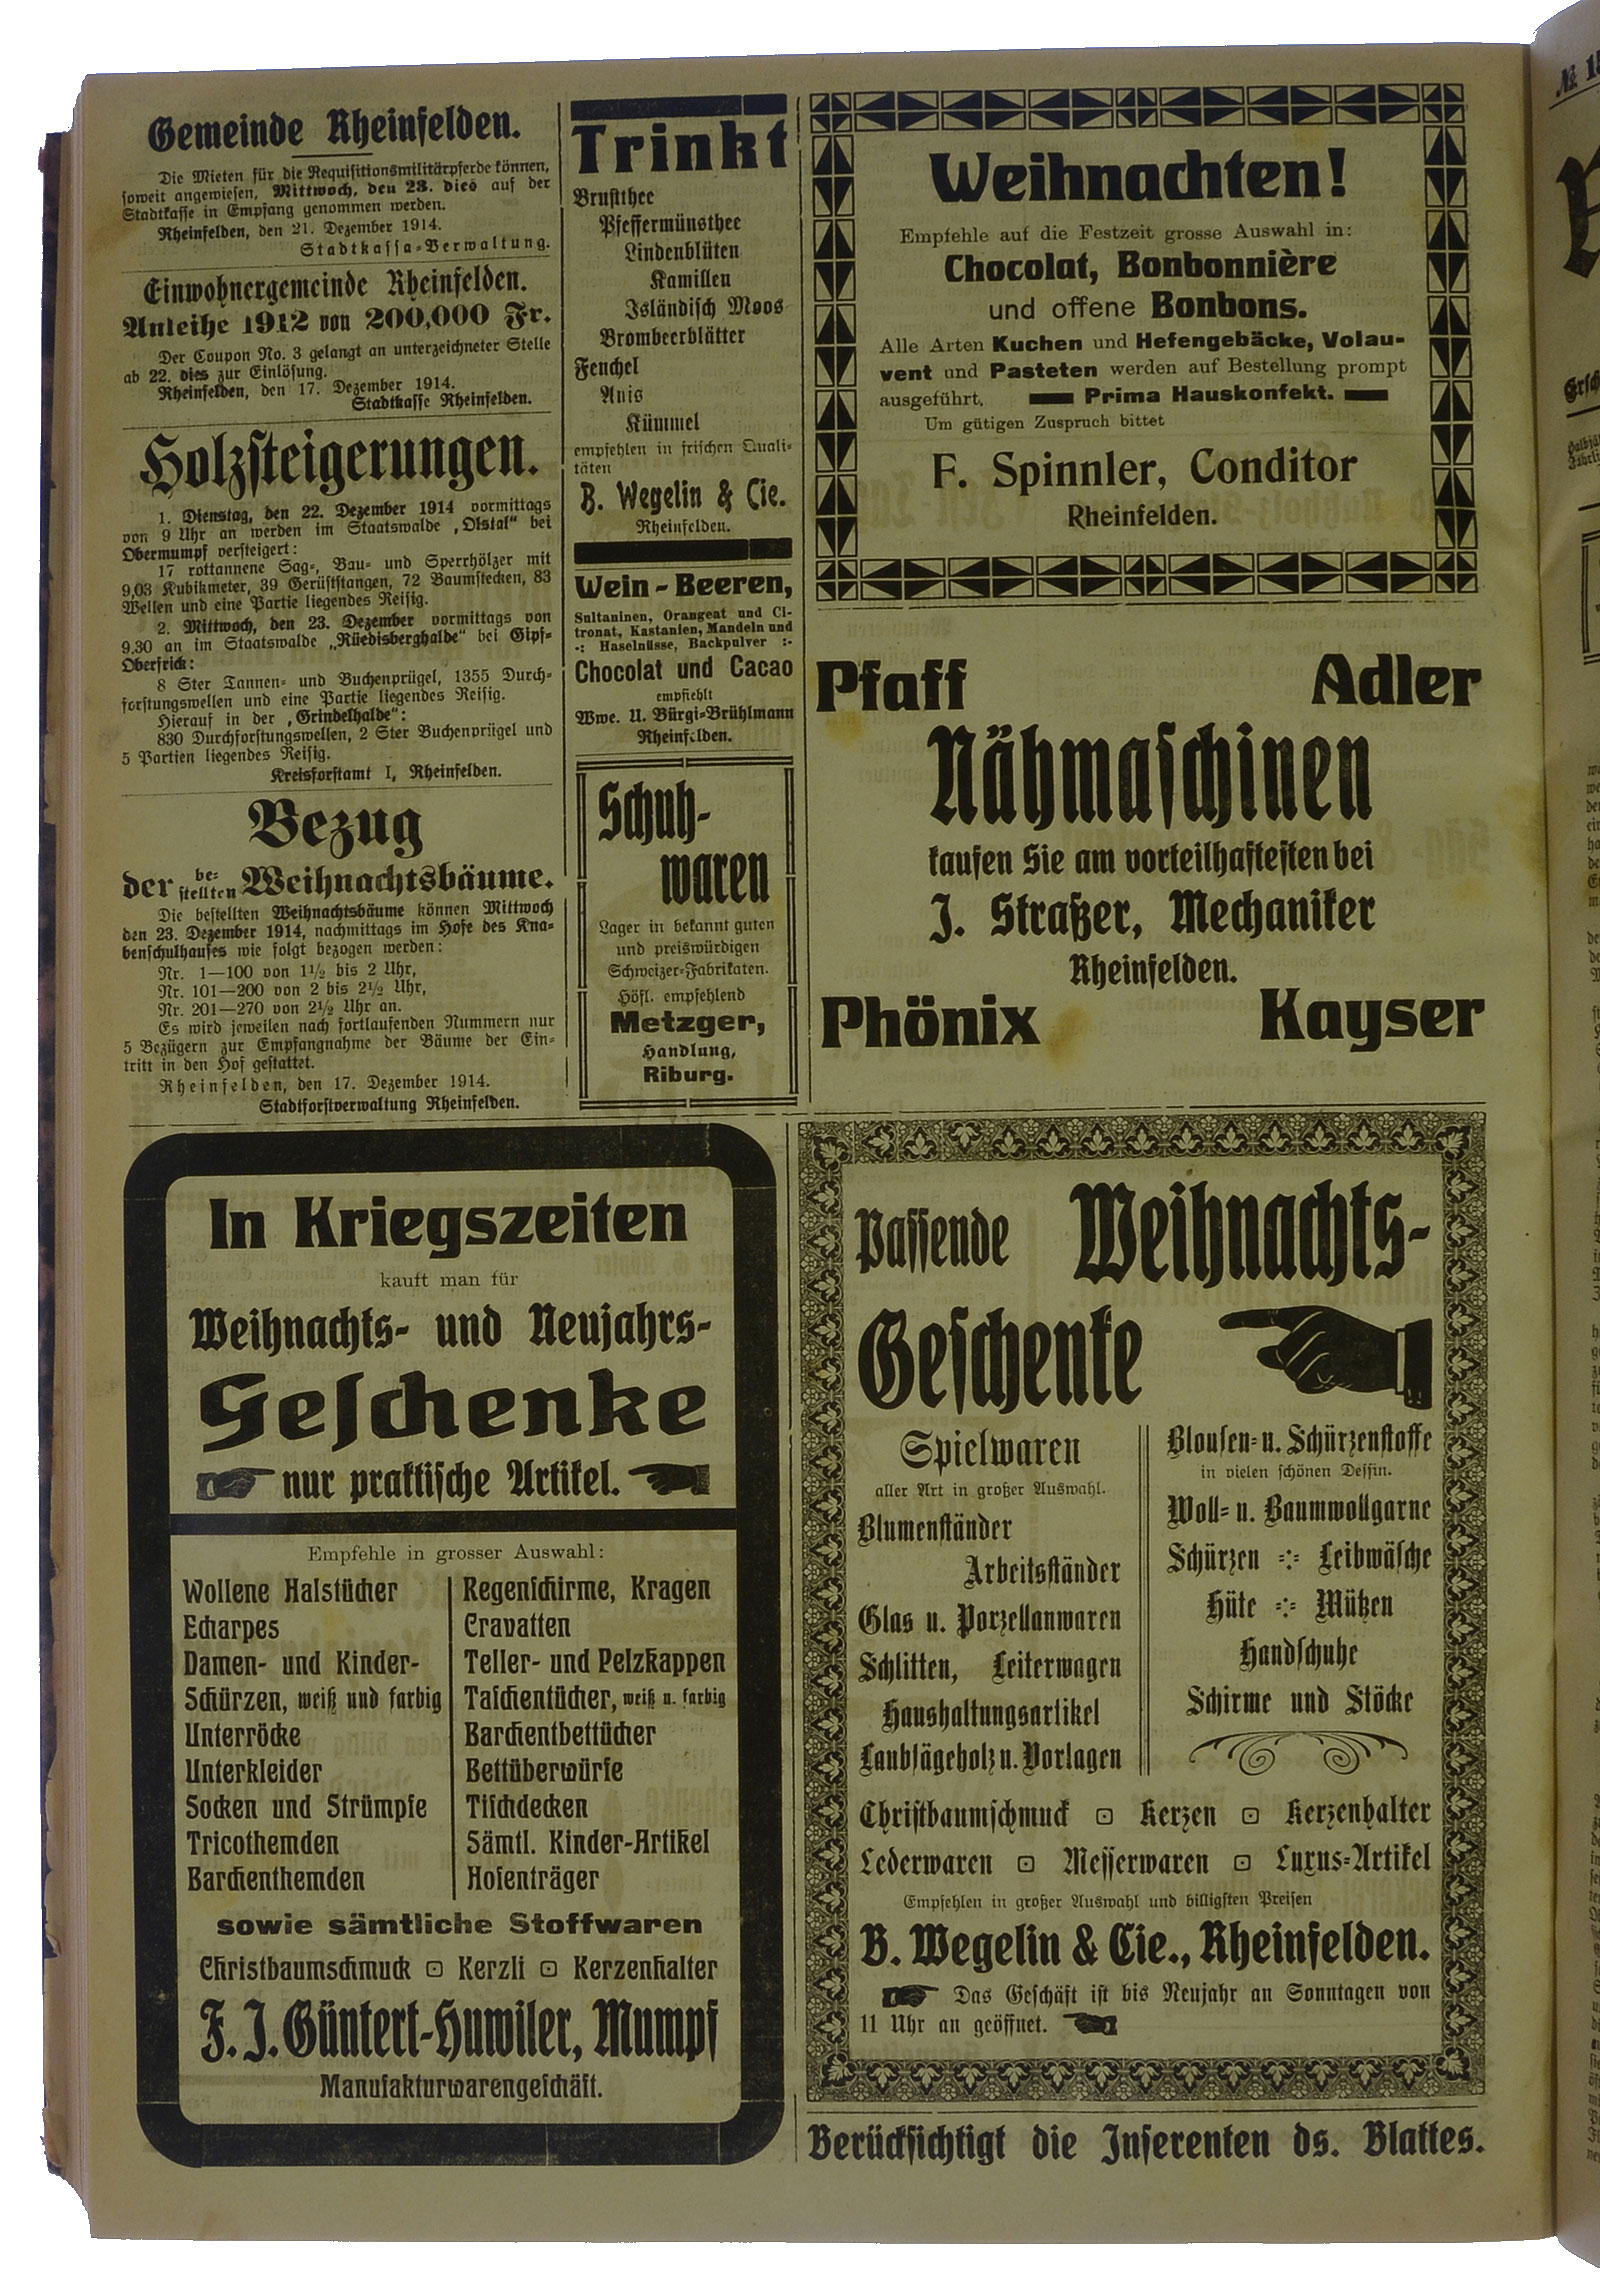 Gemeinde Rheinfelden.
Die Mieten für die Requisitionsmilitärpferde können,
soweit angewiesen, Mittwoch, den 23. dies auf der
Stadtkasse in Empfang genommen werden.
Rheinfelden, den 21. Dezember 1914.
Stadtkassa-Verwaltung.
Einwohnergemeinde Rheinfelden.
Anleihe 1912 von 200,000 Fr.
Der Coupon No. 3 gelangt an unterzeichneter Stelle
ab 22. dies zur Einlösung.
Rheinfelden, den 17. Dezember 1914.
Stadtkasse Rheinfelden.
Holzsteigerungen.
1. Dienstag, den 22. Dezember 1914 vormittags
von 9 Uhr an werden im Staatswalde „Olstal" bei
Obermumpf versteigert:
17 rottannene Sag-, Bau- und Sperrhölzer mit
9,03 Kubikmeter, 39 Gerüststangen, 72 Baumstecken, 83
Wellen und eine Partie liegendes Reisig.
2. Mittwoch, den 23. Dezember vormittags von
9.30 an im Staatswalde „Rüedisberghalde" bei Gipf-
Oberfrick:
8 Ster Tannen- und Buchenprügel, 1355 Durch-
forstungswellen und eine Partie liegendes Reisig.
Hierauf in der „Grindelhalde":
830 Durchforstungswellen, 2 Ster Buchenprügel und
5 Partien liegendes Reisig.
Kreisforstamt I, Rheinfelden.
Bezug
der be-
stellten Weihnachtsbäume.
Die bestellten Weihnachtsbäume können Mittwoch
den 23. Dezember 1914, nachmittags im Hofe des Kna-
benschulhauses wie folgt bezogen werden:
Nr. 1—100 von 1½ bis 2 Uhr,
Nr. 101—200 von 2 bis 2½ Uhr,
Nr. 201—270 von 2½ Uhr an.
Es wird jeweilen nach fortlaufenden Nummern nur
5 Bezügern zur Empfangnahme der Bäume der Ein-
tritt in den Hof gestattet.
Rheinfelden, den 17. Dezember 1914.
Stadtforstverwaltung Rheinfelden.
Trinkt
Brustthee
Pfeffermünsthee
Lindenblüten
Kamillen
Isländisch Moos
Brombeerblätter
Fenchel
Anis
Kümmel
empfehlen in frischen Quali-
täten
B. Wegelin & Cie.
Rheinfelden.
Wein-Beeren,
Sultaninen, Orangeat und Ci-
tronat, Kastanien, Mandeln und
-: Haselnüsse, Backpulver :-
Chocolat und Cacao
empfiehlt
Wwe. U. Bürgi-Brühlmann
Rheinfelden.
Schuh-
waren
Lager in bekannt guten
und preiswürdigen
Schweizer-Fabrikaten.
Höfl. empfehlend
Metzger,
Handlung,
Riburg.
Weihnachten!
Empfehle auf die Festzeit grosse Auswahl in:
Chocolat, Bonbonnière
und offene Bonbons.
Alle Arten Kuchen und Hefengebäcke, Volau-
vent und Pasteten werden auf Bestellung prompt
ausgeführt. Prima Hauskonfekt.
Um gütigen Zuspruch bittet
F. Spinnler, Conditor
Rheinfelden.
Pfaff Adler
Nähmaschinen
kaufen Sie am vorteilhaftesten bei
J. Straßer, Mechaniker
Rheinfelden.
Phönix Kayser
In Kriegszeiten
kauft man für
Weihnachts- und Neujahrs-
Geschenke
nur praktische Artikel.
Empfehle in grosser Auswahl:
Wollene Halstücher
Echarpes
Damen- und Kinder-
Schürzen, weiß und farbig
Unterröcke
Unterkleider
Socken und Strümpfe
Tricothemden
Barchenthemden
Regenschirme, Kragen
Cravatten
Teller- und Pelzkappen
Taschentücher, weiß u. farbig
Barchentbettücher
Bettüberwürfe
Tischdecken
Sämtl. Kinder-Artikel
Hosenträger
sowie sämtliche Stoffwaren
Christbaumschmuck ⊡ Kerzli ⊡ Kerzenhalter
F. J. Güntert-Huwiler, Mumpf
Manufakturwarengeschäft.
Passende Weihnachts-
Geschenke
Spielwaren
aller Art in großer Auswahl.
Blumenständer
Arbeitsständer
Glas u. Porzellanwaren
Schlitten, Leiterwagen
Haushaltungsartikel
Laubsägeholz u. Vorlagen
Blousen- u. Schürzenstoffe
in vielen schönen Dessin.
Woll- u. Baumwollgarne
Schürzen -:- Leibwäsche
Hüte -:- Mützen
Handschuhe
Schirme und Stöcke
Christbaumschmuck ⊡ Kerzen ⊡ Kerzenhalter
Lederwaren ⊡ Messerwaren ⊡ Luxus-Artikel
Empfehlen in großer Auswahl und billigsten Preisen
B. Wegelin & Cie., Rheinfelden.
Das Geschäft ist bis Neujahr an Sonntagen von
11 Uhr an geöffnet.
Berücksichtigt die Inserenten ds. Blattes.